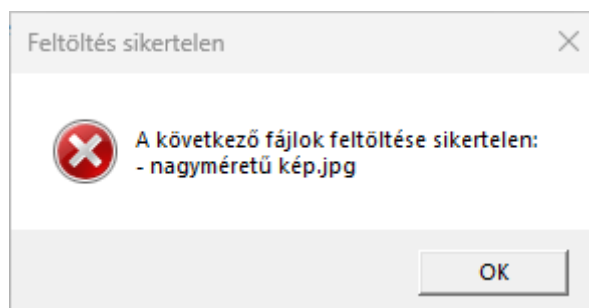 Feltöltés sikertelen
A következő fájlok feltöltése sikertelen:
- nagyméretű kép.jpg
OK